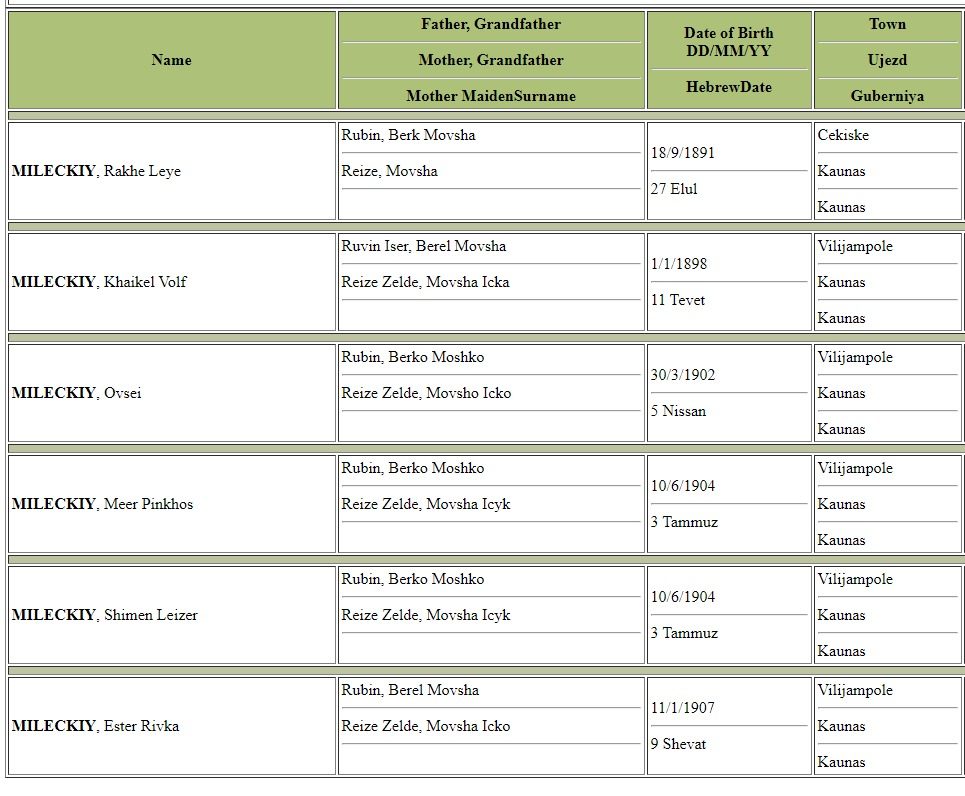 Name
Father, Grandfather
Mother, Grandfather
Mother MaidenSurname
Date of Birth
DD/MM/YY
HebrewDate
Town
Ujezd
Guberniya
MILECKIY, Rakhe Leye
Rubin, Berk Movsha
Reize, Movsha
18/9/1891
27 Elul
Cekiske
Kaunas
Kaunas
MILECKIY, Khaikel Volf
Ruvin Iser, Berel Movsha
Reize Zelde, Movsha Icka
1/1/1898
11 Tevet
Vilijampole
Kaunas
Kaunas
MILECKIY, Ovsei
Rubin, Berko Moshko
Reize Zelde, Movsho Icko
30/3/1902
5 Nissan
Vilijampole
Kaunas
Kaunas
MILECKIY, Meer Pinkhos
Rubin, Berko Moshko
Reize Zelde, Movsha Icyk
10/6/1904
3 Tammuz
Vilijampole
Kaunas
Kaunas
MILECKIY, Shimen Leizer
Rubin, Berko Moshko
Reize Zelde, Movsha Icyk
10/6/1904
3 Tammuz
Vilijampole
Kaunas
Kaunas
MILECKIY, Ester Rivka
Rubin, Berel Movsha
Reize Zelde, Movsha Icko
11/1/1907
9 Shevat
Vilijampole
Kaunas
Kaunas